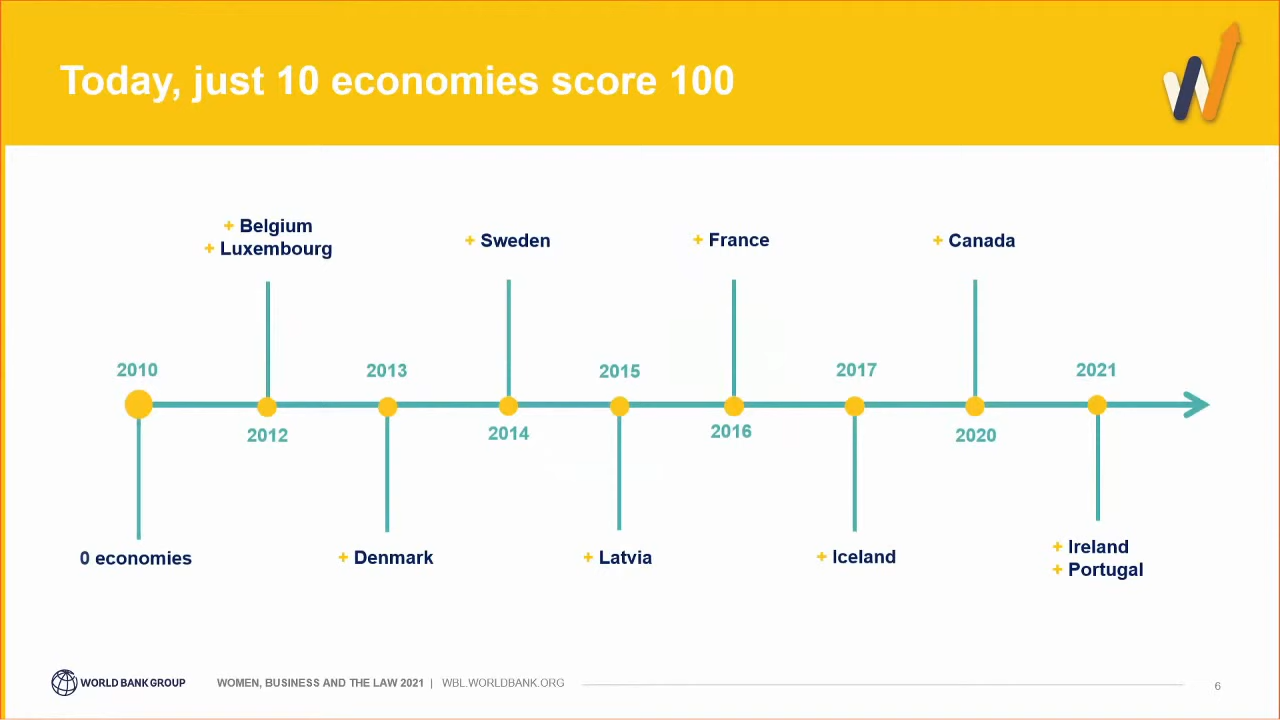 Today, just 10 economies score 100
+ Belgium
+ Luxembourg
+ Sweden
+ France
+ Canada
2010
2013
2015
2017
2021
2012
2014
2016
2020
0 economies
+ Denmark
+ Latvia
+ Iceland
+ Ireland
+ Portugal
WORLD BANK GROUP
WOMEN, BUSINESS AND THE LAW 2021 | WBL.WORLDBANK.ORG
6